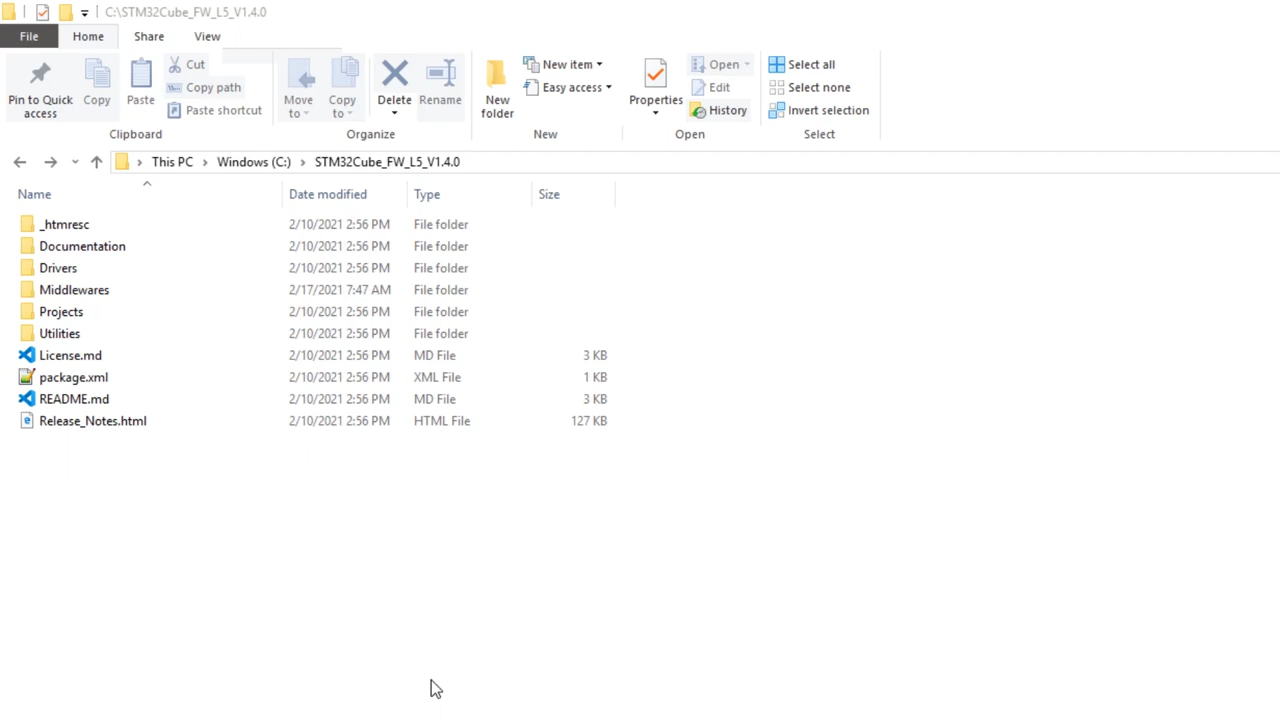 C:\STM32Cube_FW_L5_V1.4.0
File Home Share View
Pin to Quick access
Copy
Paste
Cut
Copy path
Paste shortcut
Clipboard
Move to
Copy to
Delete
Rename
Organize
New folder
New item
Easy access
New
Properties
Open
Edit
History
Open
Select all
Select none
Invert selection
Select
This PC > Windows (C:) > STM32Cube_FW_L5_V1.4.0
Name Date modified Type Size
_htmresc 2/10/2021 2:56 PM File folder
Documentation 2/10/2021 2:56 PM File folder
Drivers 2/10/2021 2:56 PM File folder
Middlewares 2/17/2021 7:47 AM File folder
Projects 2/10/2021 2:56 PM File folder
Utilities 2/10/2021 2:56 PM File folder
License.md 2/10/2021 2:56 PM MD File 3 KB
package.xml 2/10/2021 2:56 PM XML File 1 KB
README.md 2/10/2021 2:56 PM MD File 3 KB
Release_Notes.html 2/10/2021 2:56 PM HTML File 127 KB